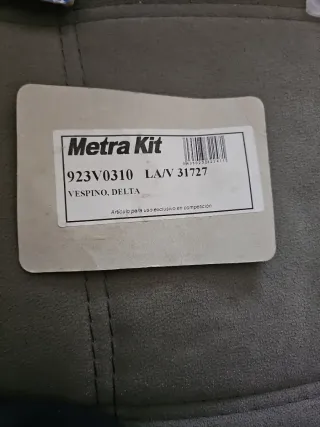 Metra Kit
923V0310 LA/V 31727
VESPINO, DELTA
Artículo para uso exclusivo en competición